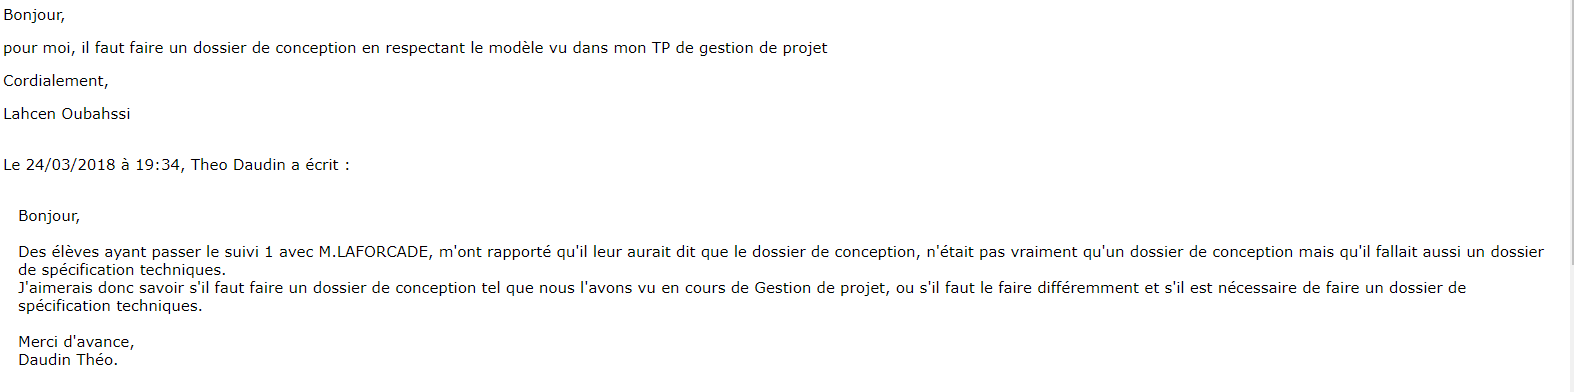 Bonjour,
pour moi, il faut faire un dossier de conception en respectant le modèle vu dans mon TP de gestion de projet
Cordialement,
Lahcen Oubahssi
Le 24/03/2018 à 19:34, Theo Daudin a écrit :
Bonjour,
Des élèves ayant passer le suivi 1 avec M.LAFORCADE, m'ont rapporté qu'il leur aurait dit que le dossier de conception, n'était pas vraiment qu'un dossier de conception mais qu'il fallait aussi un dossier
de spécification techniques.
J'aimerais donc savoir s'il faut faire un dossier de conception tel que nous l'avons vu en cours de Gestion de projet, ou s'il faut le faire différemment et s'il est nécessaire de faire un dossier de
spécification techniques.
Merci d'avance,
Daudin Théo.